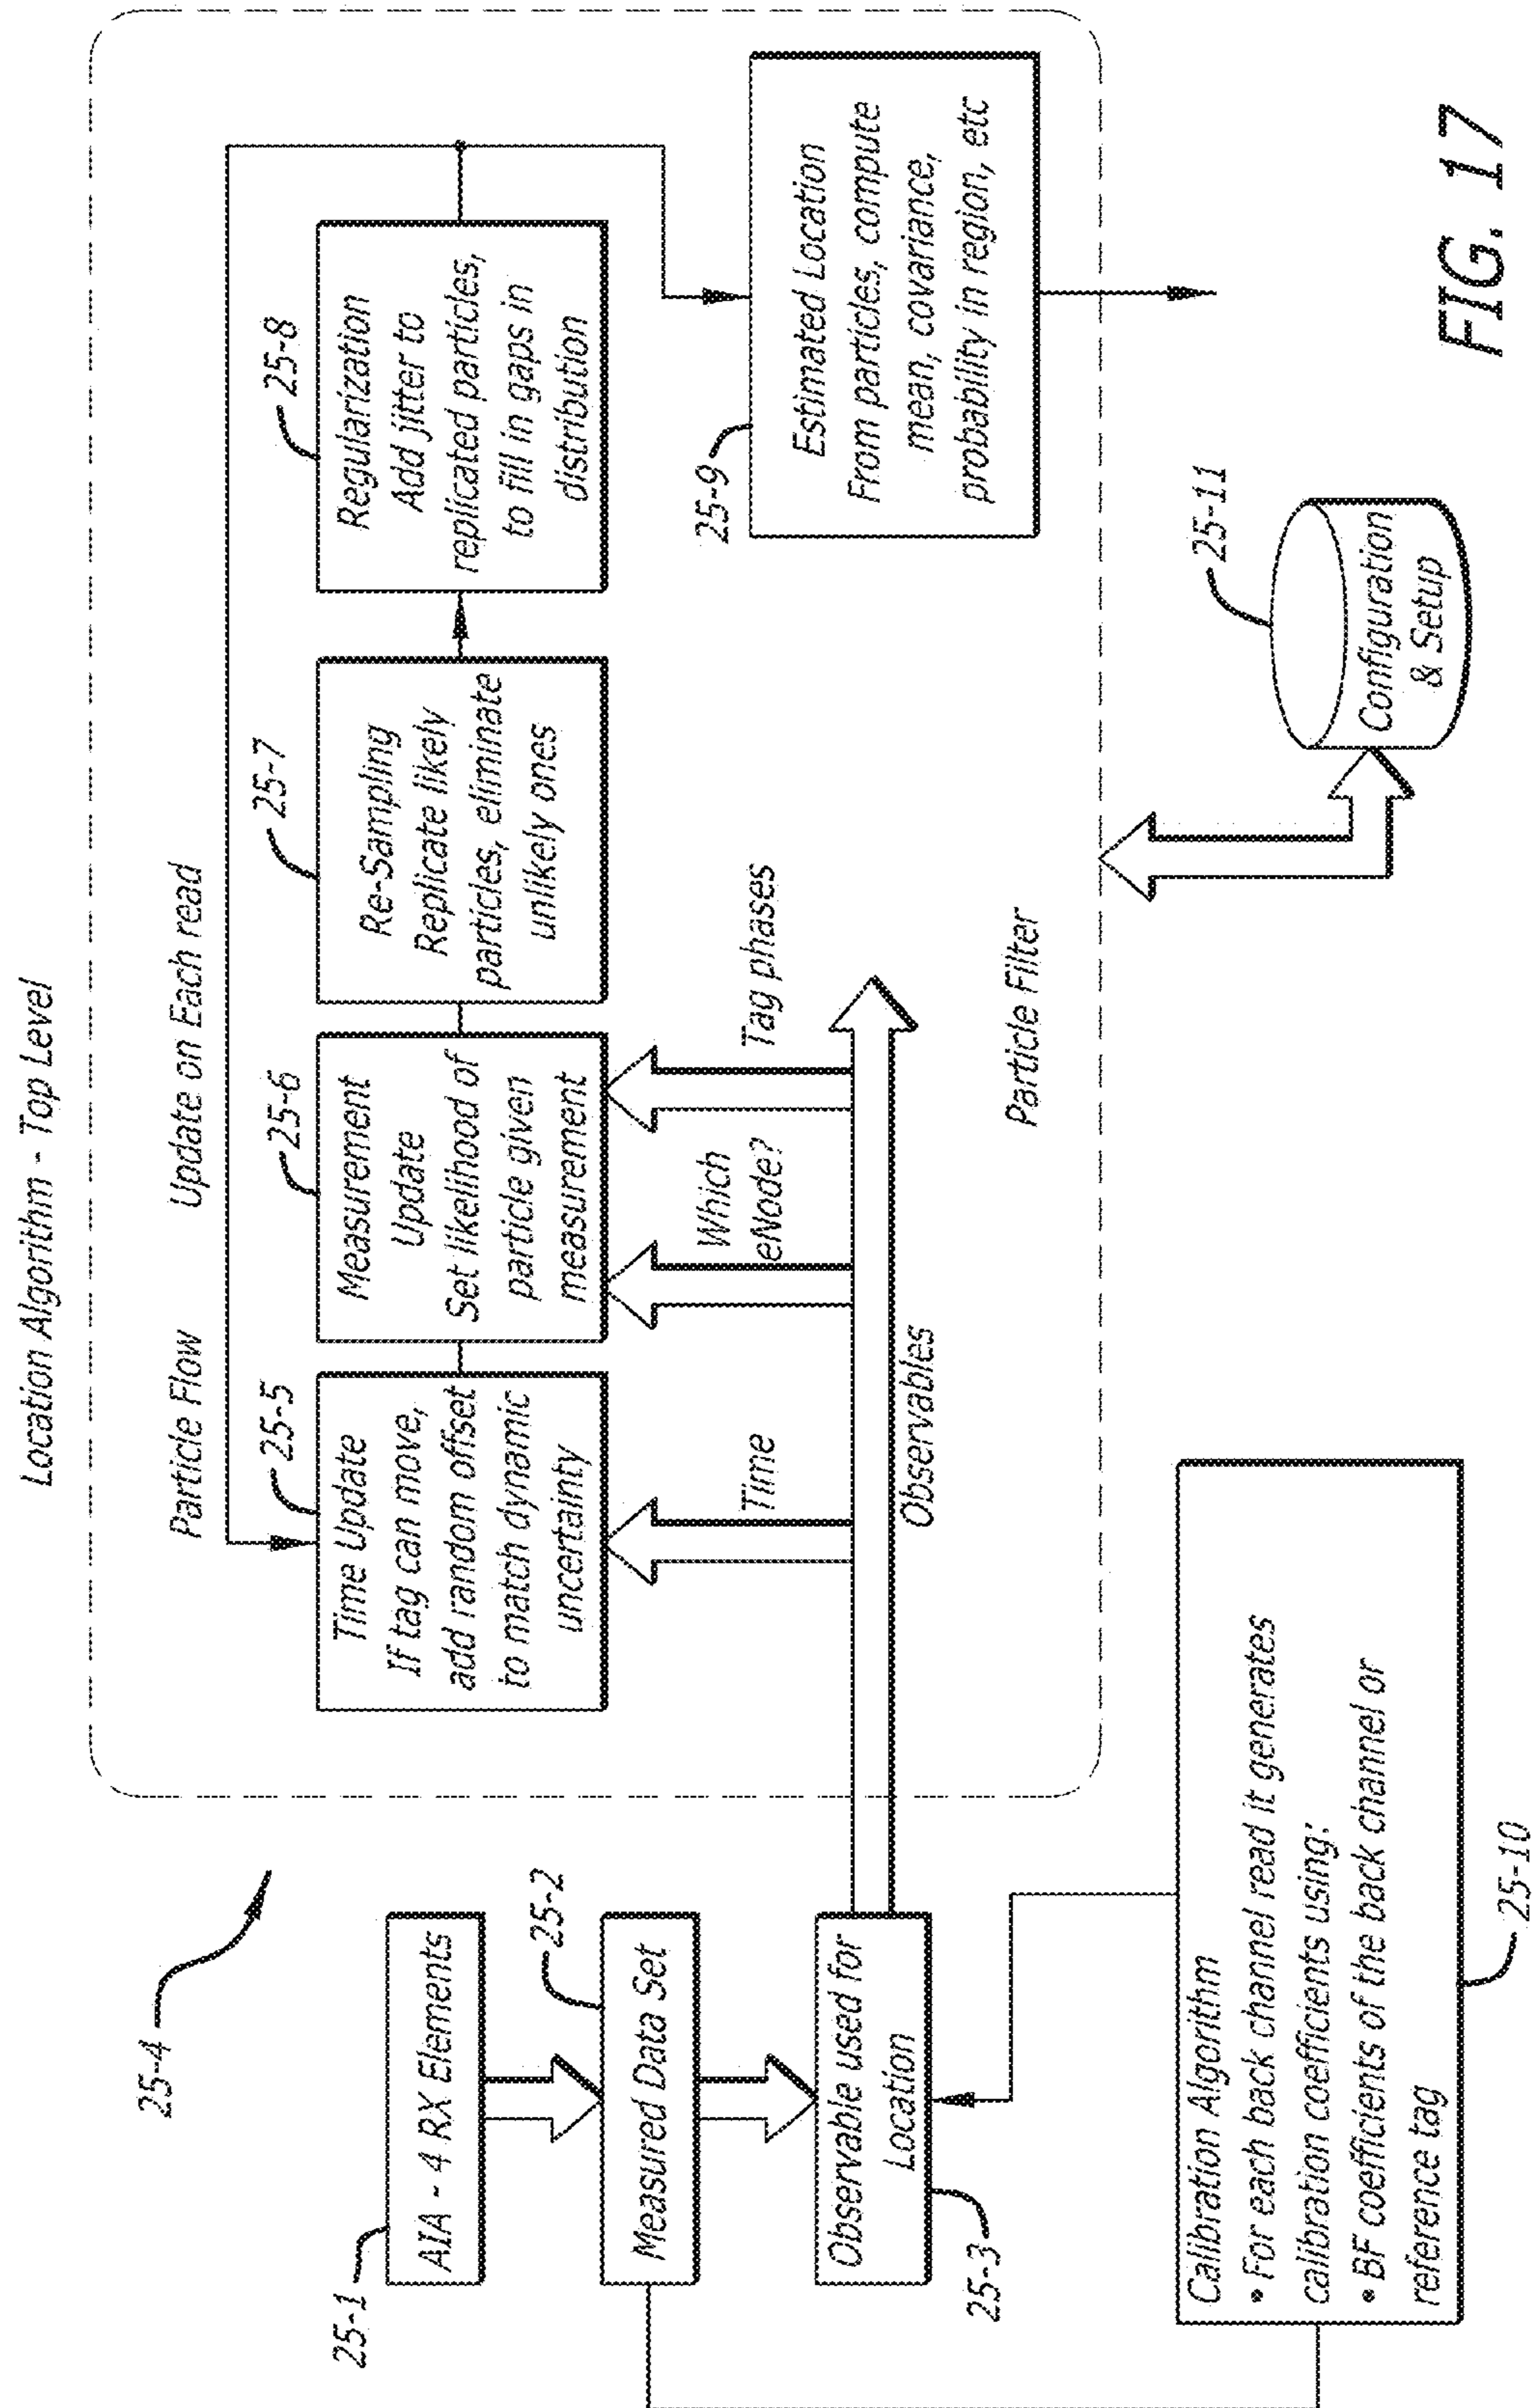 Location Algorithm - Top Level
25-4
Particle Flow
Update on Each read
25-1
AIA - 4 RX Elements
25-2
Measured Data Set
Observable used for
Location
25-3
25-5
Time Update
If tag can move,
add random offset
to match dynamic
uncertainty
25-6
Measurement
Update
Set likelihood of
particle given
measurement
25-7
Re-Sampling
Replicate likely
particles, eliminate
unlikely ones
25-8
Regularization
Add jitter to
replicated particles,
to fill in gaps in
distribution
Time
Which
eNode?
Tag phases
Observables
25-9
Estimated Location
From particles, compute
mean, covariance,
probability in region, etc
Particle Filter
Calibration Algorithm
• For each back channel read it generates
calibration coefficients using:
• BF coefficients of the back channel or
reference tag
25-10
25-11
Configuration
& Setup
FIG. 17